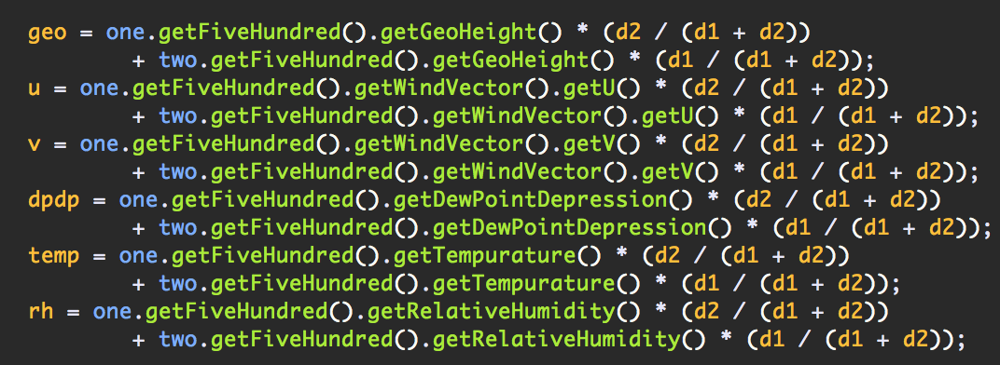 geo = one.getFiveHundred().getGeoHeight() * (d2 / (d1 + d2))
        + two.getFiveHundred().getGeoHeight() * (d1 / (d1 + d2));
u = one.getFiveHundred().getWindVector().getU() * (d2 / (d1 + d2))
        + two.getFiveHundred().getWindVector().getU() * (d1 / (d1 + d2));
v = one.getFiveHundred().getWindVector().getV() * (d2 / (d1 + d2))
        + two.getFiveHundred().getWindVector().getV() * (d1 / (d1 + d2));
dpdp = one.getFiveHundred().getDewPointDepression() * (d2 / (d1 + d2))
        + two.getFiveHundred().getDewPointDepression() * (d1 / (d1 + d2));
temp = one.getFiveHundred().getTempurature() * (d2 / (d1 + d2))
        + two.getFiveHundred().getTempurature() * (d1 / (d1 + d2));
rh = one.getFiveHundred().getRelativeHumidity() * (d2 / (d1 + d2))
        + two.getFiveHundred().getRelativeHumidity() * (d1 / (d1 + d2));